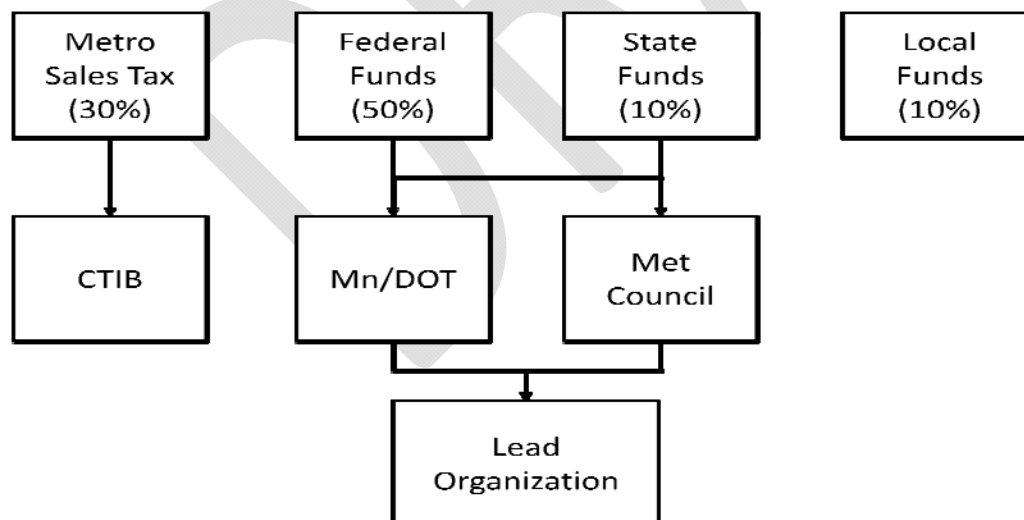 Metro
Sales Tax
(30%)
Federal
Funds
(50%)
State
Funds
(10%)
Local
Funds
(10%)
CTIB
Mn/DOT
Met
Council
Lead
Organization